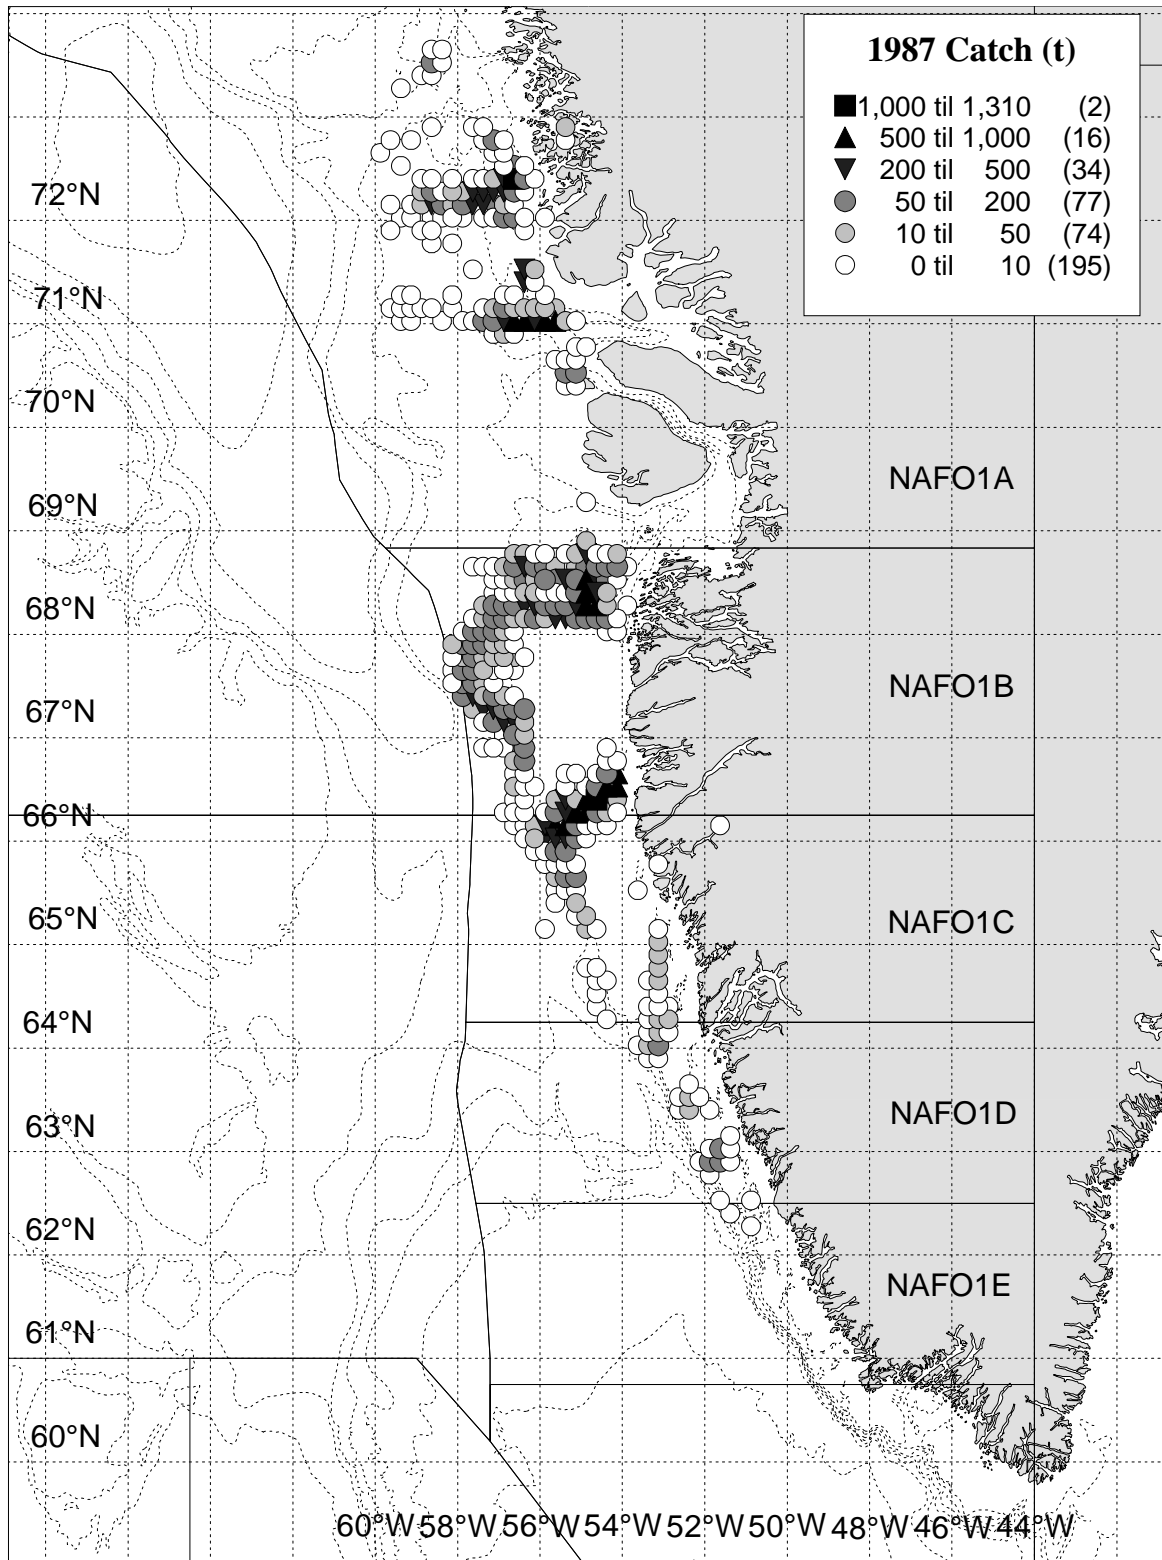 1987 Catch (t)
1,000 til 1,310 (2)
500 til 1,000 (16)
200 til 500 (34)
50 til 200 (77)
10 til 50 (74)
0 til 10 (195)
72°N
71°N
70°N
NAFO1A
69°N
68°N
NAFO1B
67°N
66°N
65°N
NAFO1C
64°N
63°N
NAFO1D
62°N
NAFO1E
61°N
60°N
60°W 58°W 56°W 54°W 52°W 50°W 48°W 46°W 44°W